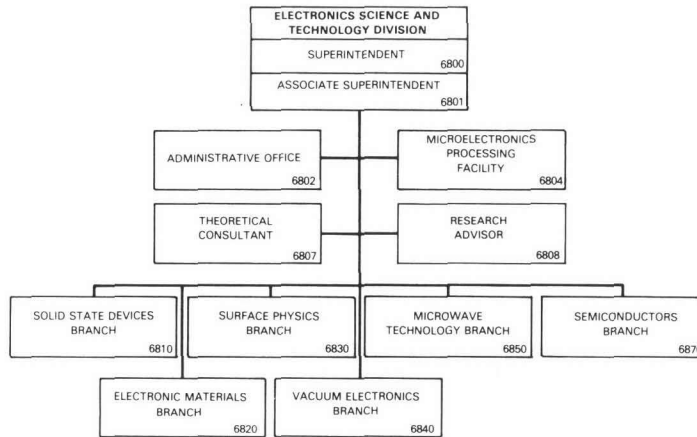 ELECTRONICS SCIENCE AND
TECHNOLOGY DIVISION
SUPERINTENDENT
6800
ASSOCIATE SUPERINTENDENT
6801
ADMINISTRATIVE OFFICE
6802
MICROELECTRONICS
PROCESSING
FACILITY
6804
THEORETICAL
CONSULTANT
6807
RESEARCH
ADVISOR
6808
SOLID STATE DEVICES
BRANCH
6810
SURFACE PHYSICS
BRANCH
6830
MICROWAVE
TECHNOLOGY BRANCH
6850
SEMICONDUCTORS
BRANCH
6870
ELECTRONIC MATERIALS
BRANCH
6820
VACUUM ELECTRONICS
BRANCH
6840